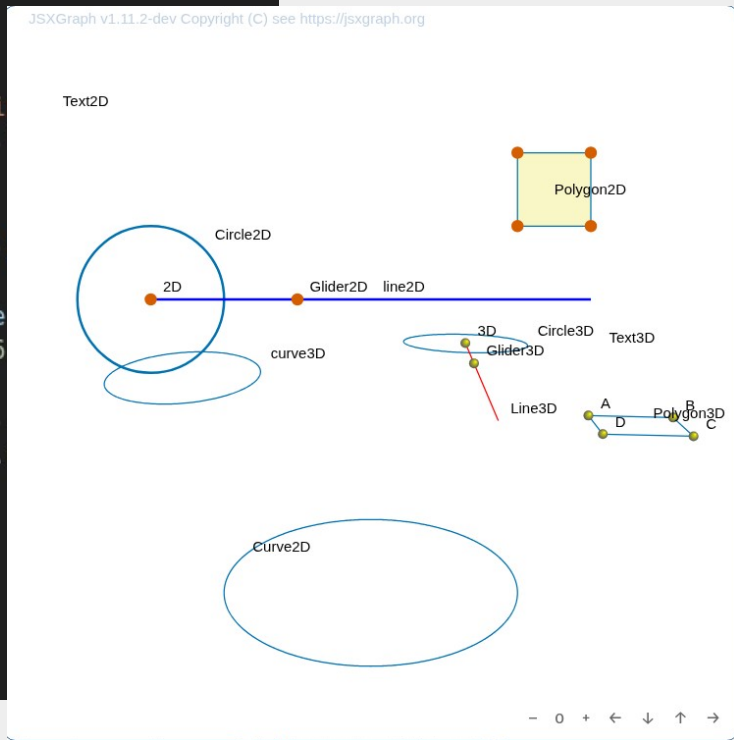 JSXGraph v1.11.2-dev Copyright (C) see https://jsxgraph.org
Text2D
Polygon2D
Circle2D
2D
Glider2D
line2D
3D
Circle3D
Text3D
Glider3D
curve3D
Line3D
A
B
Polygon3D
D
C
Curve2D
− o + ← ↓ ↑ →